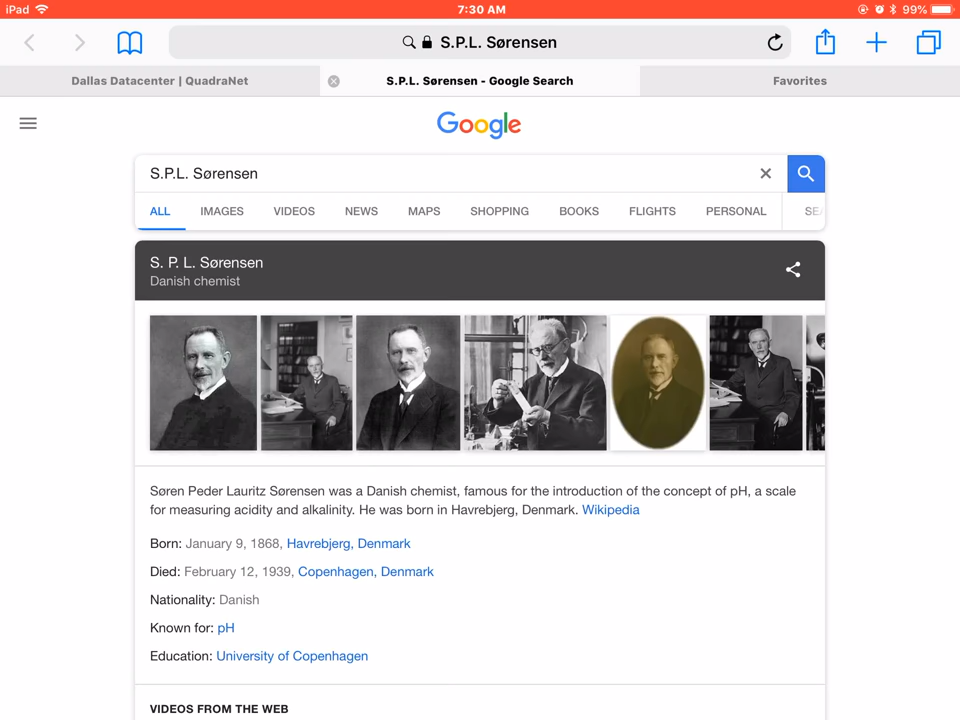 iPad 7:30 AM 99%
S.P.L. Sørensen
Dallas Datacenter | QuadraNet S.P.L. Sørensen - Google Search Favorites
Google
S.P.L. Sørensen
ALL IMAGES VIDEOS NEWS MAPS SHOPPING BOOKS FLIGHTS PERSONAL
S. P. L. Sørensen
Danish chemist
Søren Peder Lauritz Sørensen was a Danish chemist, famous for the introduction of the concept of pH, a scale
for measuring acidity and alkalinity. He was born in Havrebjerg, Denmark. Wikipedia
Born: January 9, 1868, Havrebjerg, Denmark
Died: February 12, 1939, Copenhagen, Denmark
Nationality: Danish
Known for: pH
Education: University of Copenhagen
VIDEOS FROM THE WEB